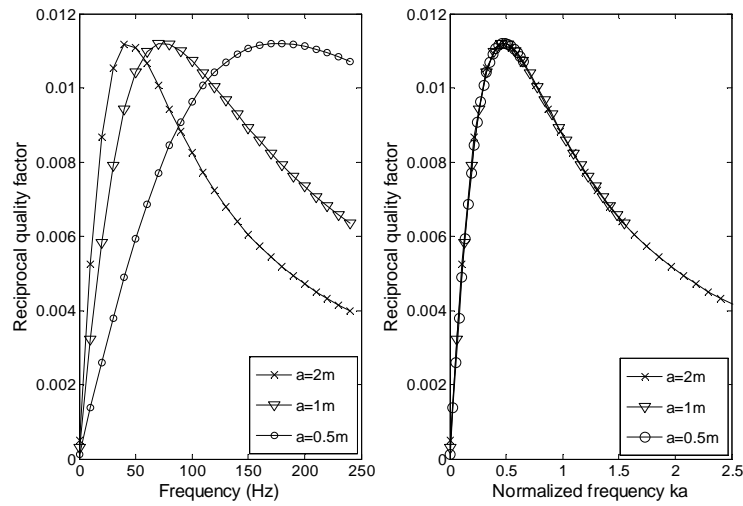 0.012
0.01
0.008
0.006
0.004
0.002
0
Reciprocal quality factor
0 50 100 150 200 250
Frequency (Hz)
a=2m
a=1m
a=0.5m
0.012
0.01
0.008
0.006
0.004
0.002
0
Reciprocal quality factor
0 0.5 1 1.5 2 2.5
Normalized frequency ka
a=2m
a=1m
a=0.5m